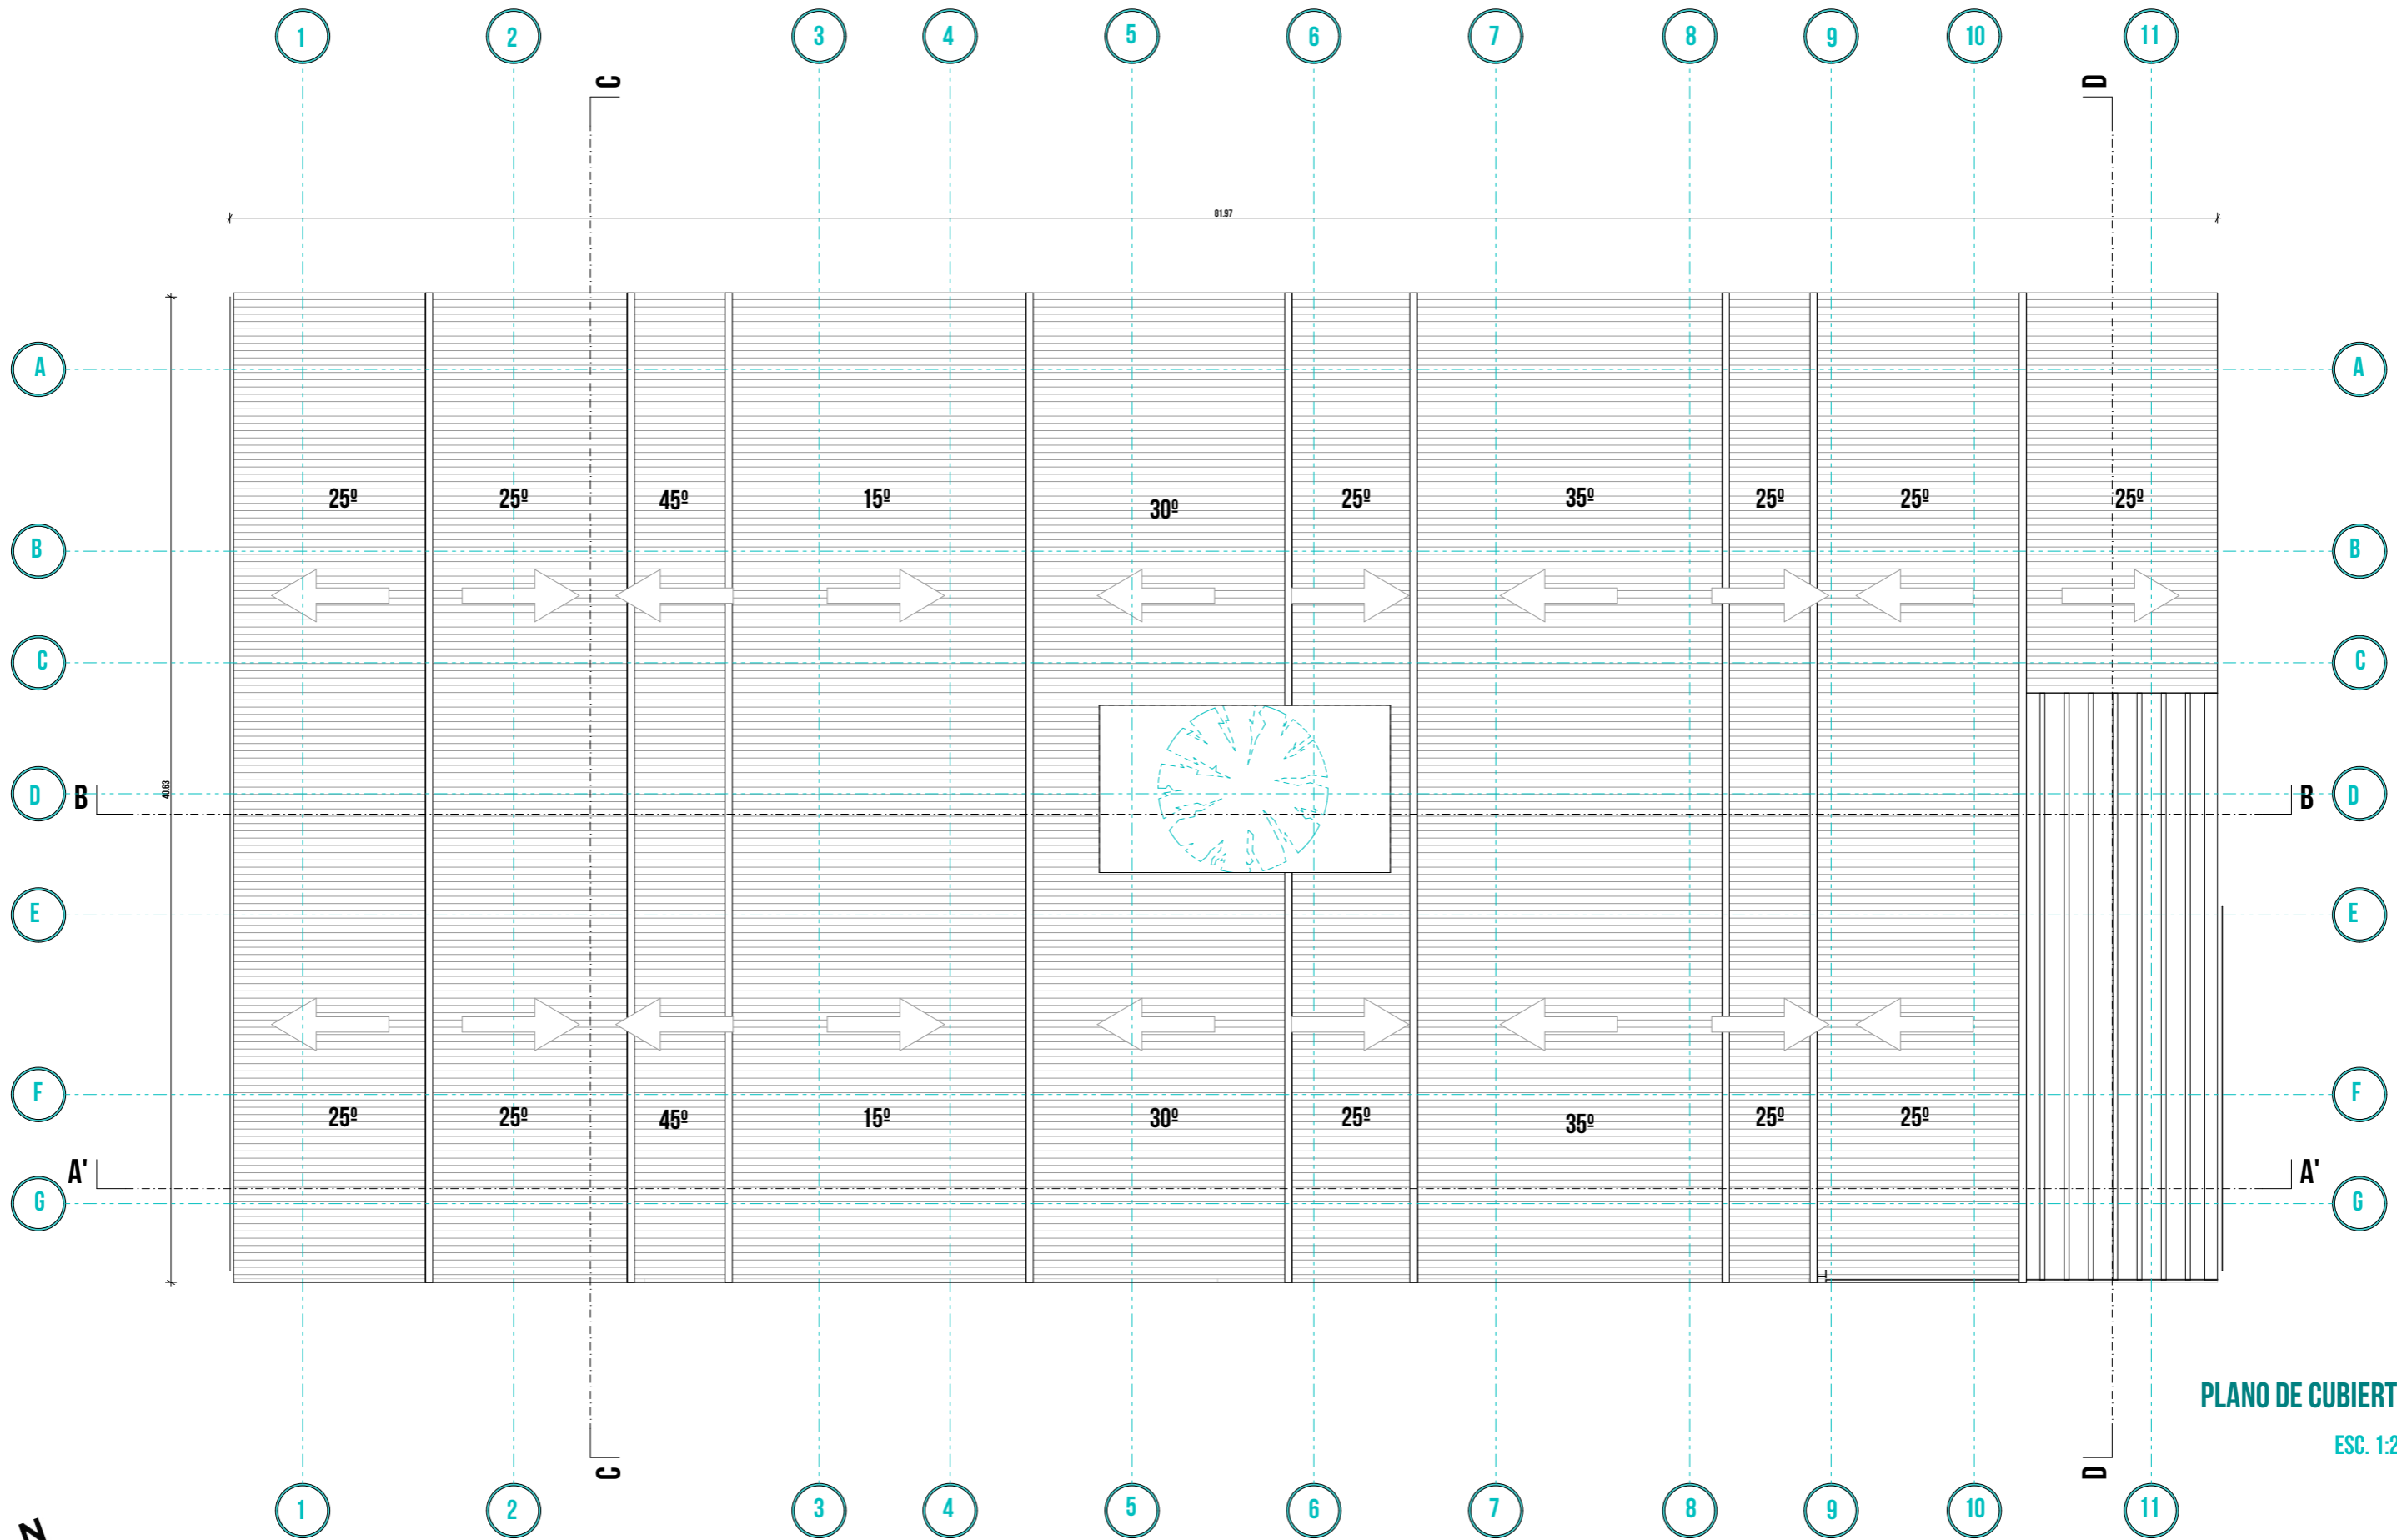 1 2 3 4 5 6 7 8 9 10 11
C D
81.97
A A
25º 25º 45º 15º 30º 25º 35º 25º 25º 25º
B B
C C
40.63
D B B D
E E
F F
25º 25º 45º 15º 30º 25º 35º 25º 25º
A' A'
G G
PLANO DE CUBIERT
ESC. 1:2
C D
1 2 3 4 5 6 7 8 9 10 11
N